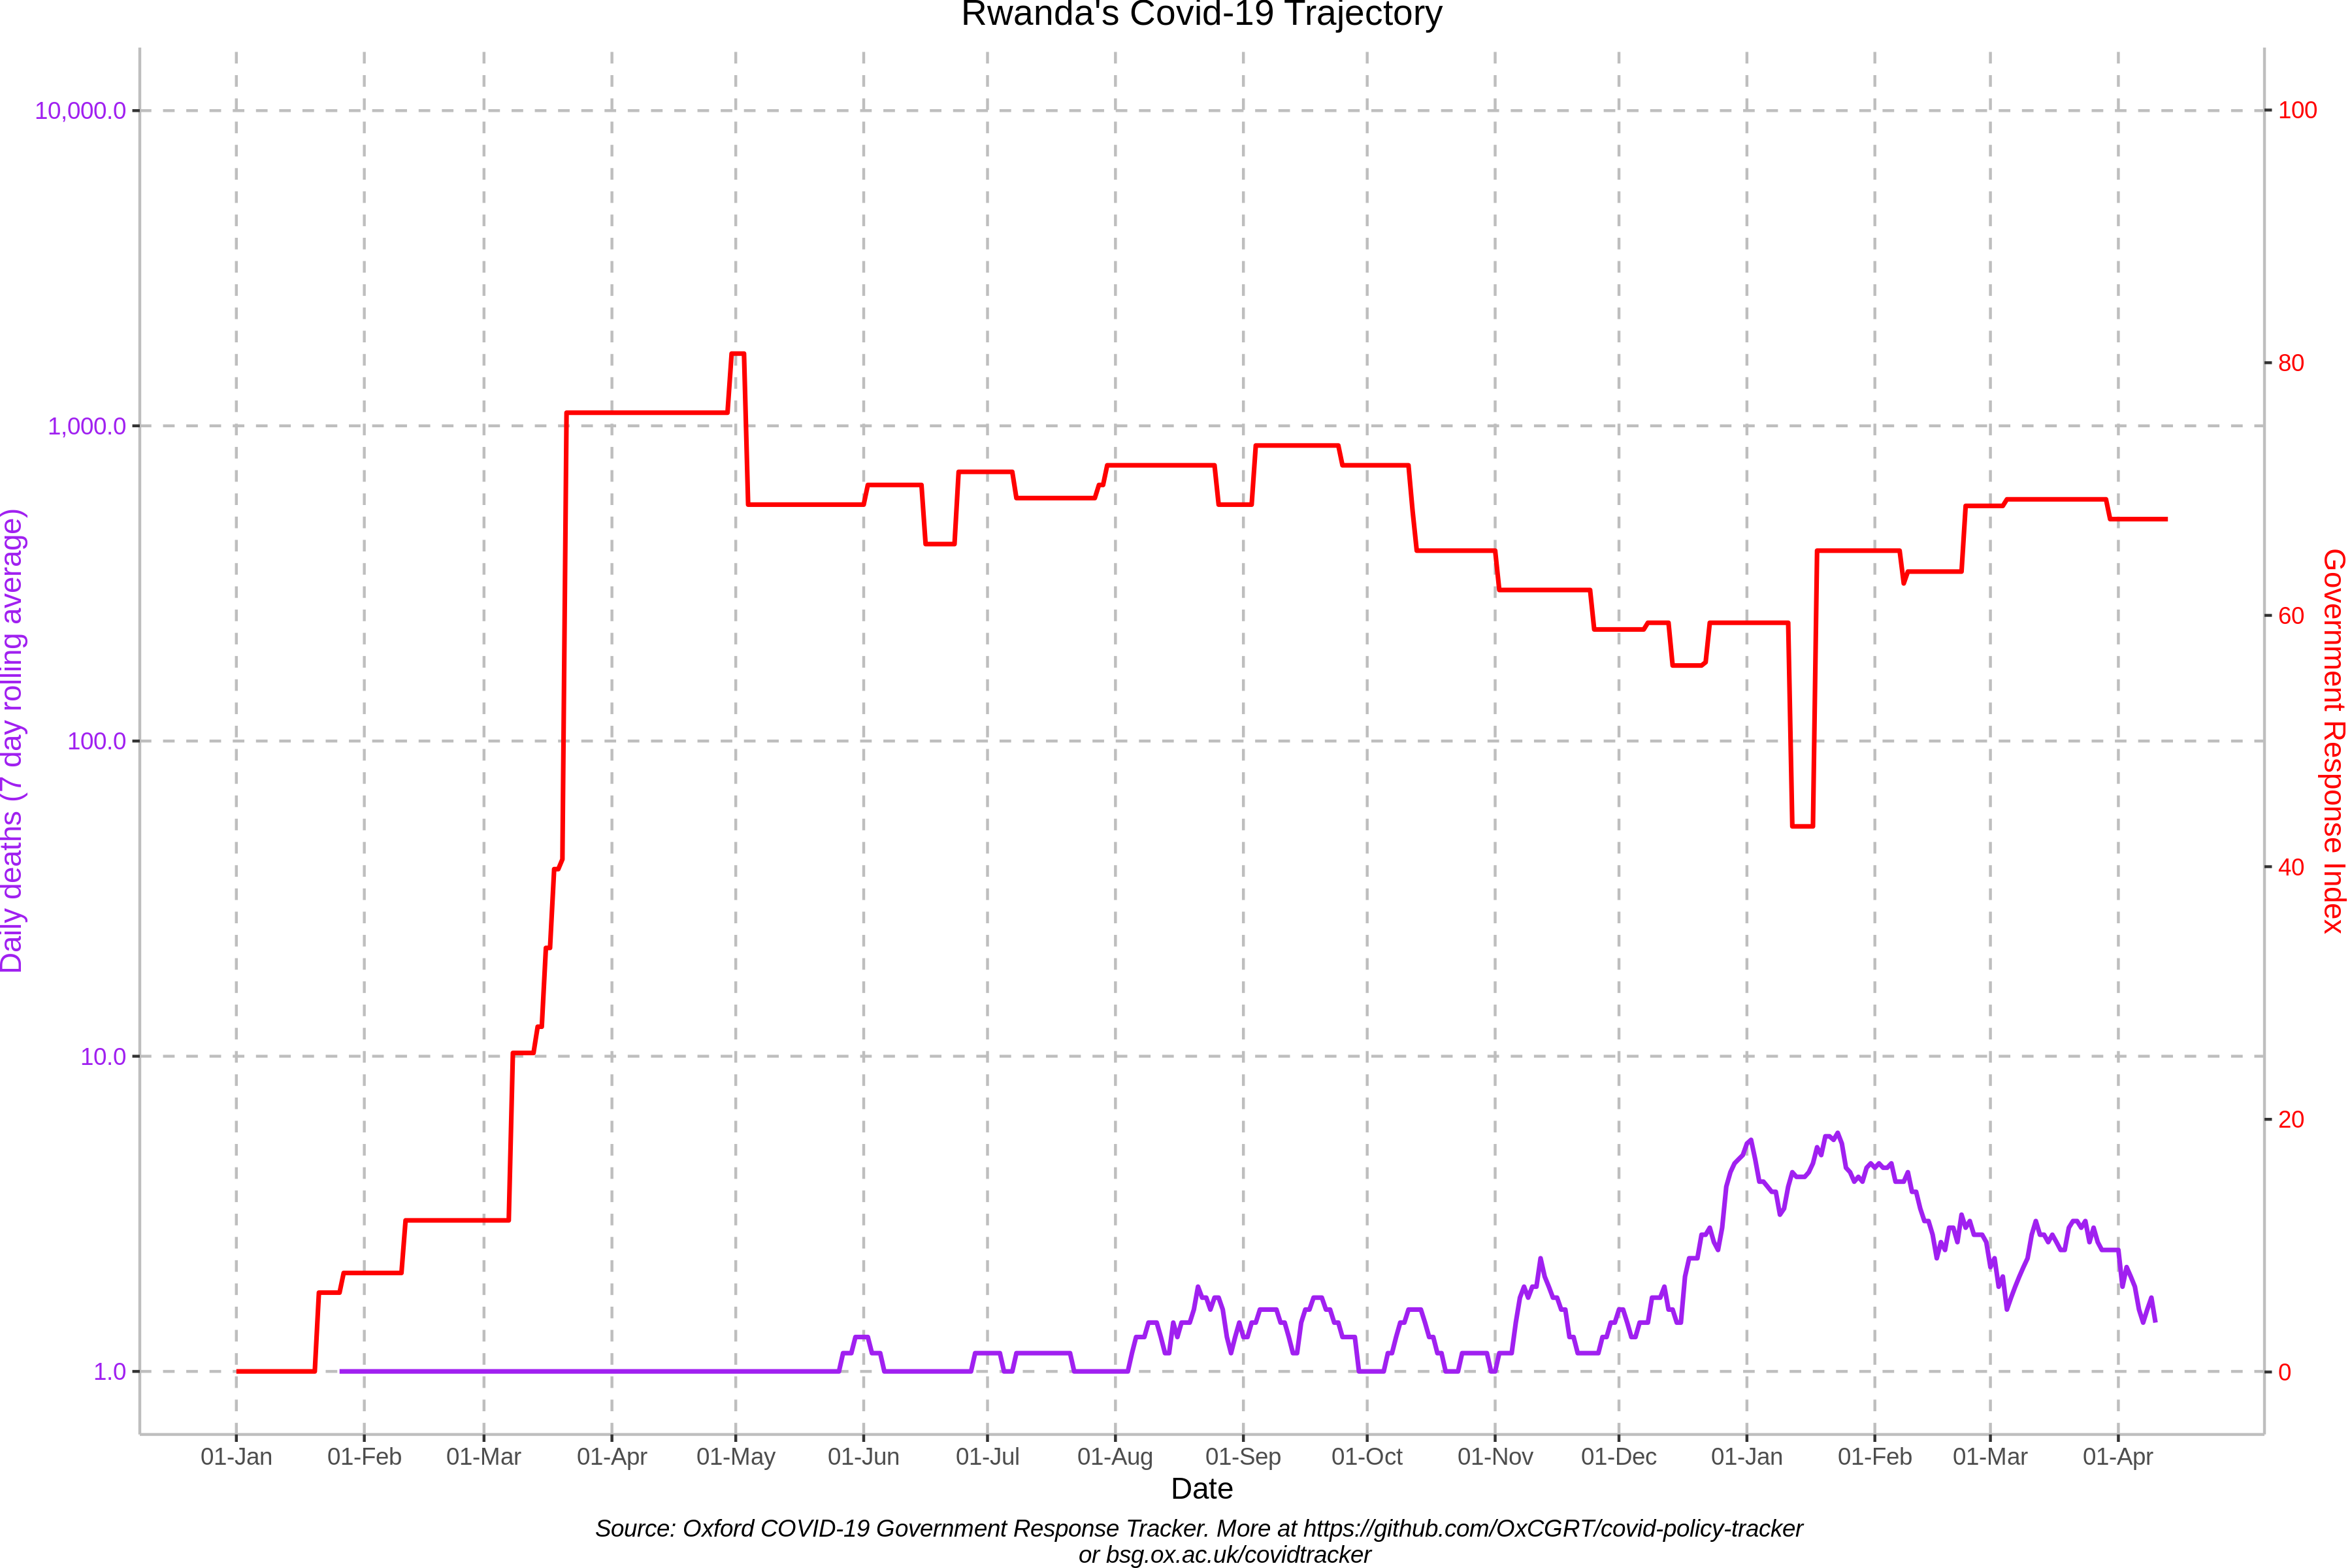 Rwanda's Covid-19 Trajectory
10,000.0
1,000.0
100.0
10.0
1.0
Daily deaths (7 day rolling average)
100
80
60
40
20
0
Government Response Index
01-Jan 01-Feb 01-Mar 01-Apr 01-May 01-Jun 01-Jul 01-Aug 01-Sep 01-Oct 01-Nov 01-Dec 01-Jan 01-Feb 01-Mar 01-Apr
Date
Source: Oxford COVID-19 Government Response Tracker. More at https://github.com/OxCGRT/covid-policy-tracker
or bsg.ox.ac.uk/covidtracker